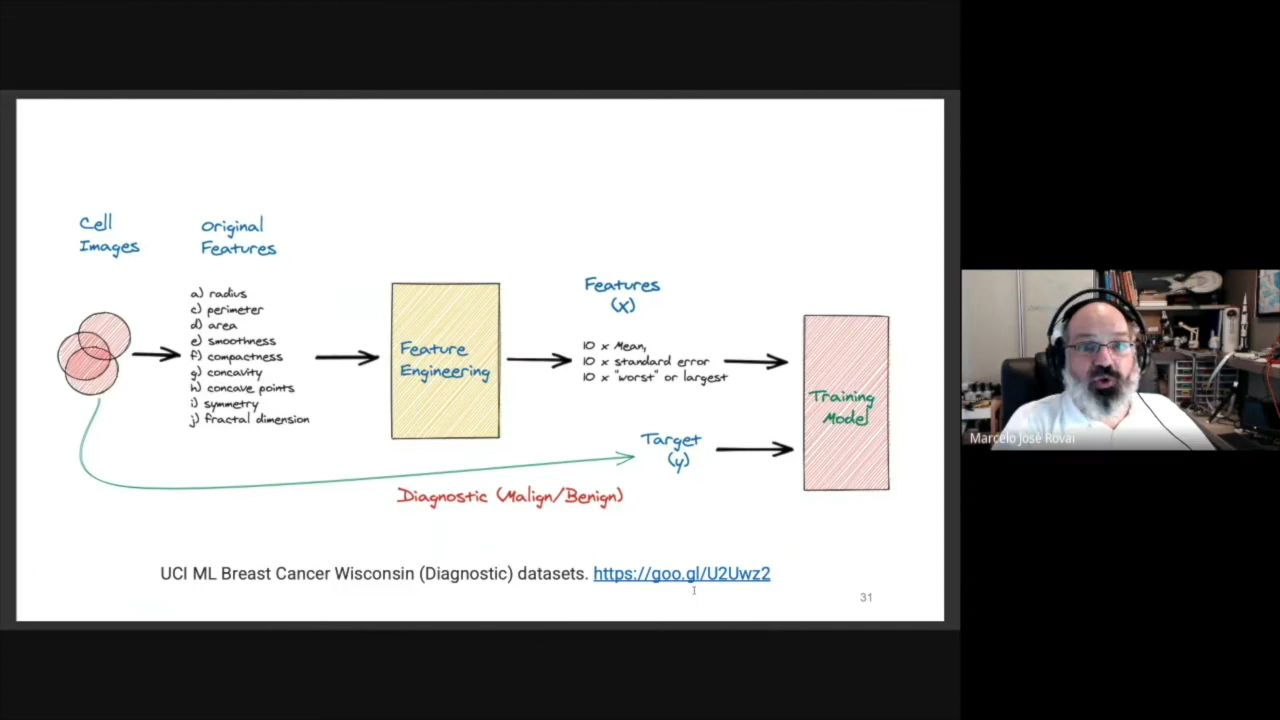 Cell
Images
Original
Features
a) radius
c) perimeter
d) area
e) smoothness
f) compactness
g) concavity
h) concave points
i) symmetry
j) fractal dimension
Feature
Engineering
Features
(x)
10 x Mean,
10 x standard error
10 x "worst" or largest
Target
(y)
Training
Model
Diagnostic (Malign/Benign)
UCI ML Breast Cancer Wisconsin (Diagnostic) datasets. https://goo.gl/U2Uwz2
31
Marcelo José Rovai